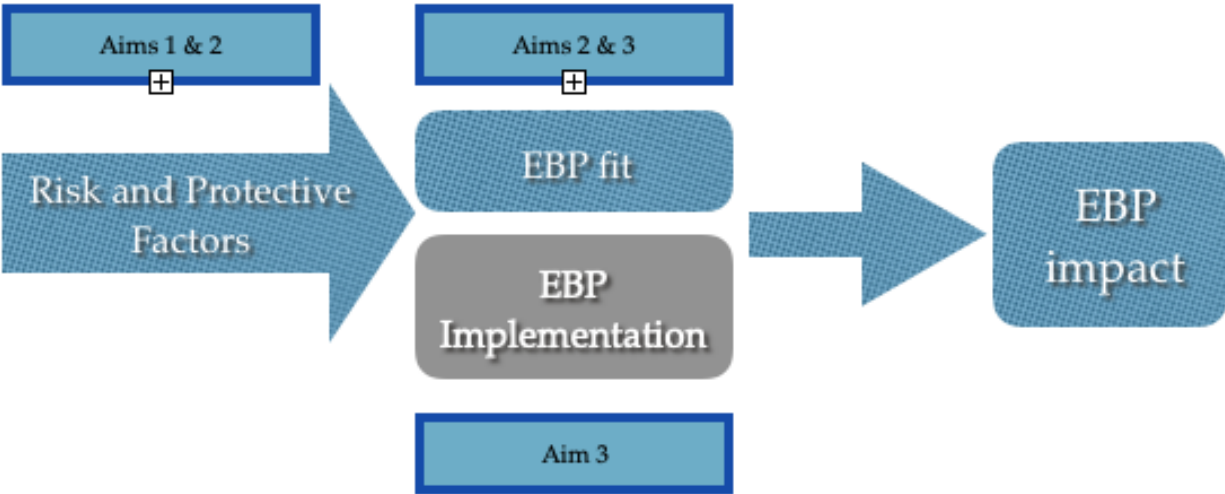 Aims 1 & 2
Aims 2 & 3
Risk and Protective
Factors
EBP fit
EBP
Implementation
EBP
impact
Aim 3